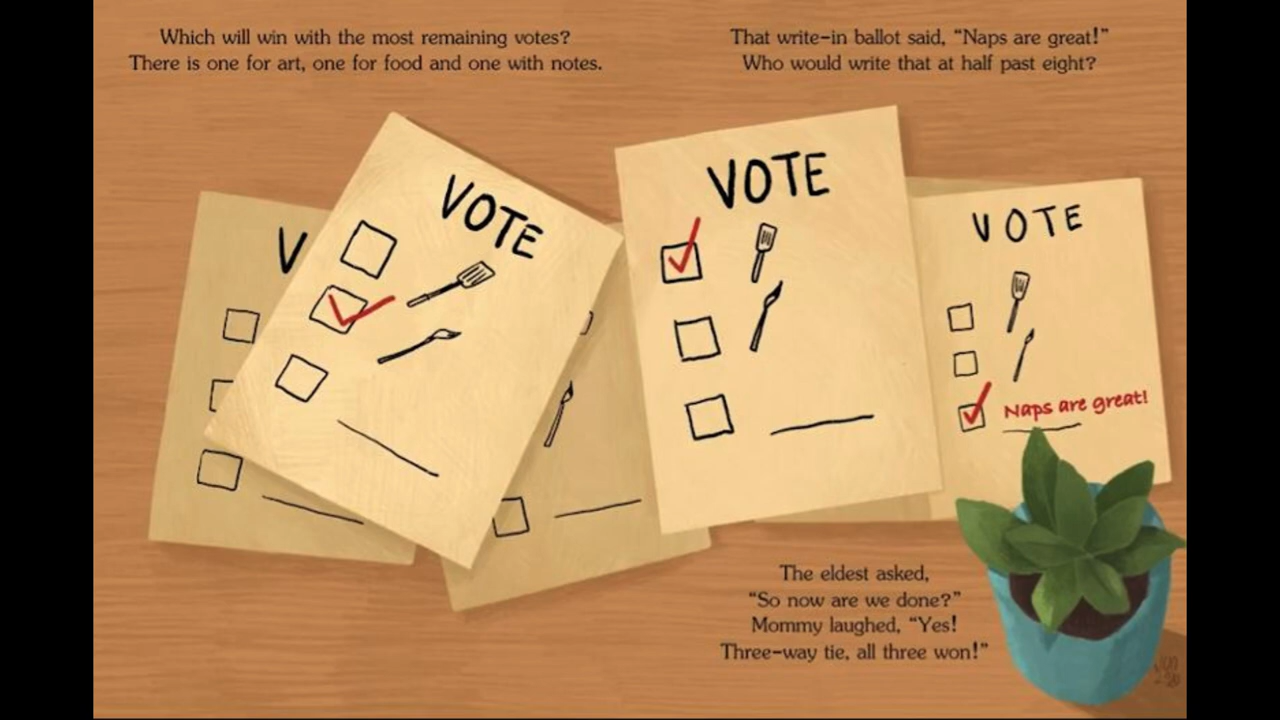 Which will win with the most remaining votes?
There is one for art, one for food and one with notes.
That write-in ballot said, “Naps are great!”
Who would write that at half past eight?
V
VOTE
VOTE
VOTE
Naps are great!
The eldest asked,
“So now are we done?”
Mommy laughed, “Yes!
Three-way tie, all three won!”